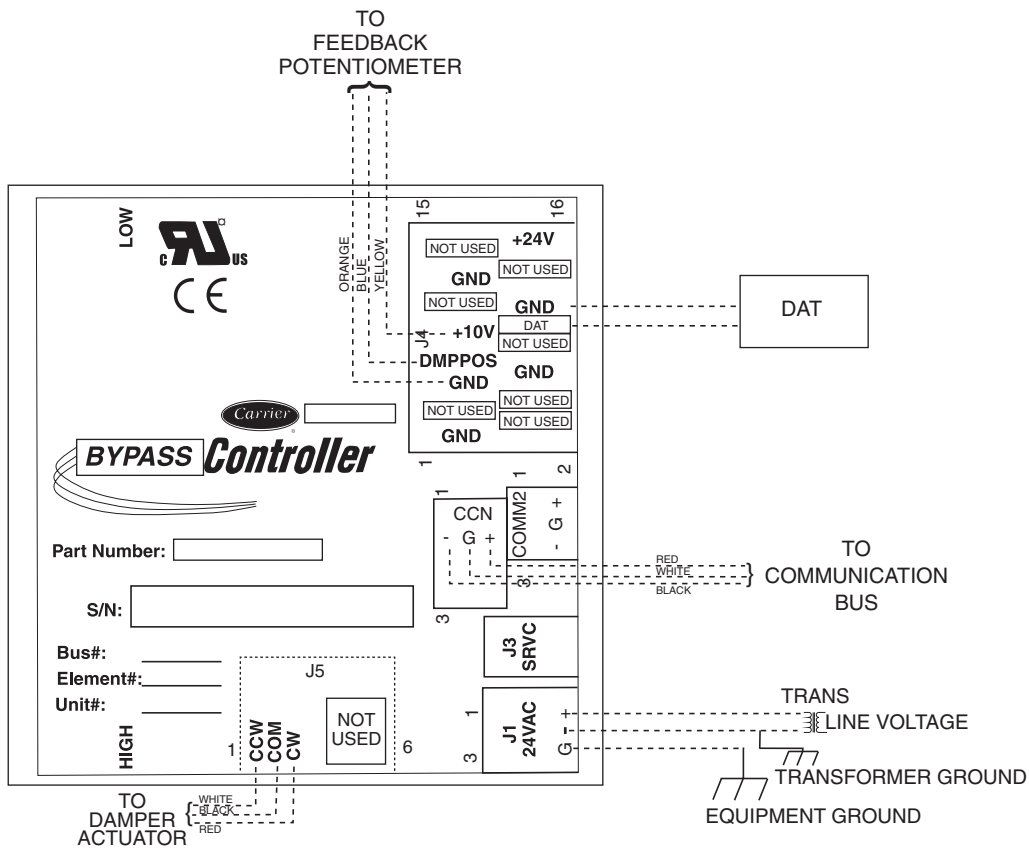 TO
FEEDBACK
POTENTIOMETER
ORANGE
BLUE
YELLOW
LOW
c RU US
CE
15
16
NOT USED
+24V
GND
NOT USED
NOT USED
GND
J4
+10V
DAT
NOT USED
DMPPOS
GND
GND
NOT USED
NOT USED
NOT USED
GND
1
2
DAT
Carrier
BYPASS Controller
1
CCN
- G +
3
1
COMM2
- G +
3
RED
WHITE
BLACK
TO
COMMUNICATION
BUS
Part Number:
S/N:
Bus#:
Element#:
Unit#:
HIGH
J5
1
CCW
COM
CW
NOT
USED
6
J3
SRVC
1
3
J1
24VAC
+
-
G
TRANS
LINE VOLTAGE
TRANSFORMER GROUND
EQUIPMENT GROUND
TO
DAMPER
ACTUATOR
WHITE
BLACK
RED